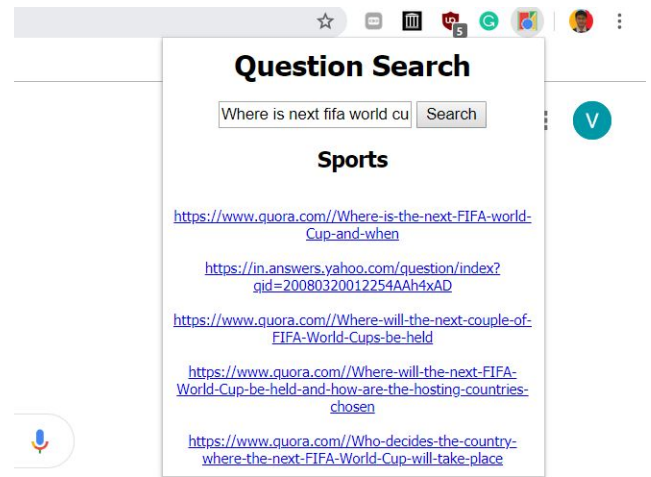 5
Question Search
Where is next fifa world cu Search
V
Sports
https://www.quora.com//Where-is-the-next-FIFA-world-
Cup-and-when
https://in.answers.yahoo.com/question/index?
qid=20080320012254AAh4xAD
https://www.quora.com//Where-will-the-next-couple-of-
FIFA-World-Cups-be-held
https://www.quora.com//Where-will-the-next-FIFA-
World-Cup-be-held-and-how-are-the-hosting-countries-
chosen
https://www.quora.com//Who-decides-the-country-
where-the-next-FIFA-World-Cup-will-take-place